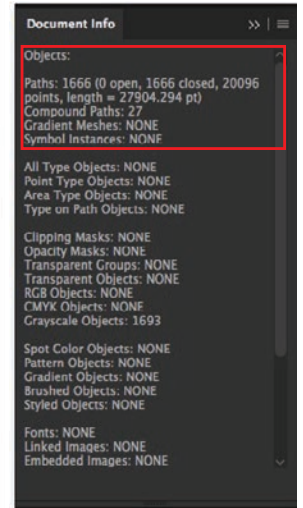 Document Info
Objects:
Paths: 1666 (0 open, 1666 closed, 20096
points, length = 27904.294 pt)
Compound Paths: 27
Gradient Meshes: NONE
Symbol Instances: NONE
All Type Objects: NONE
Point Type Objects: NONE
Area Type Objects: NONE
Type on Path Objects: NONE
Clipping Masks: NONE
Opacity Masks: NONE
Transparent Groups: NONE
Transparent Objects: NONE
RGB Objects: NONE
CMYK Objects: NONE
Grayscale Objects: 1693
Spot Color Objects: NONE
Pattern Objects: NONE
Gradient Objects: NONE
Brushed Objects: NONE
Styled Objects: NONE
Fonts: NONE
Linked Images: NONE
Embedded Images: NONE